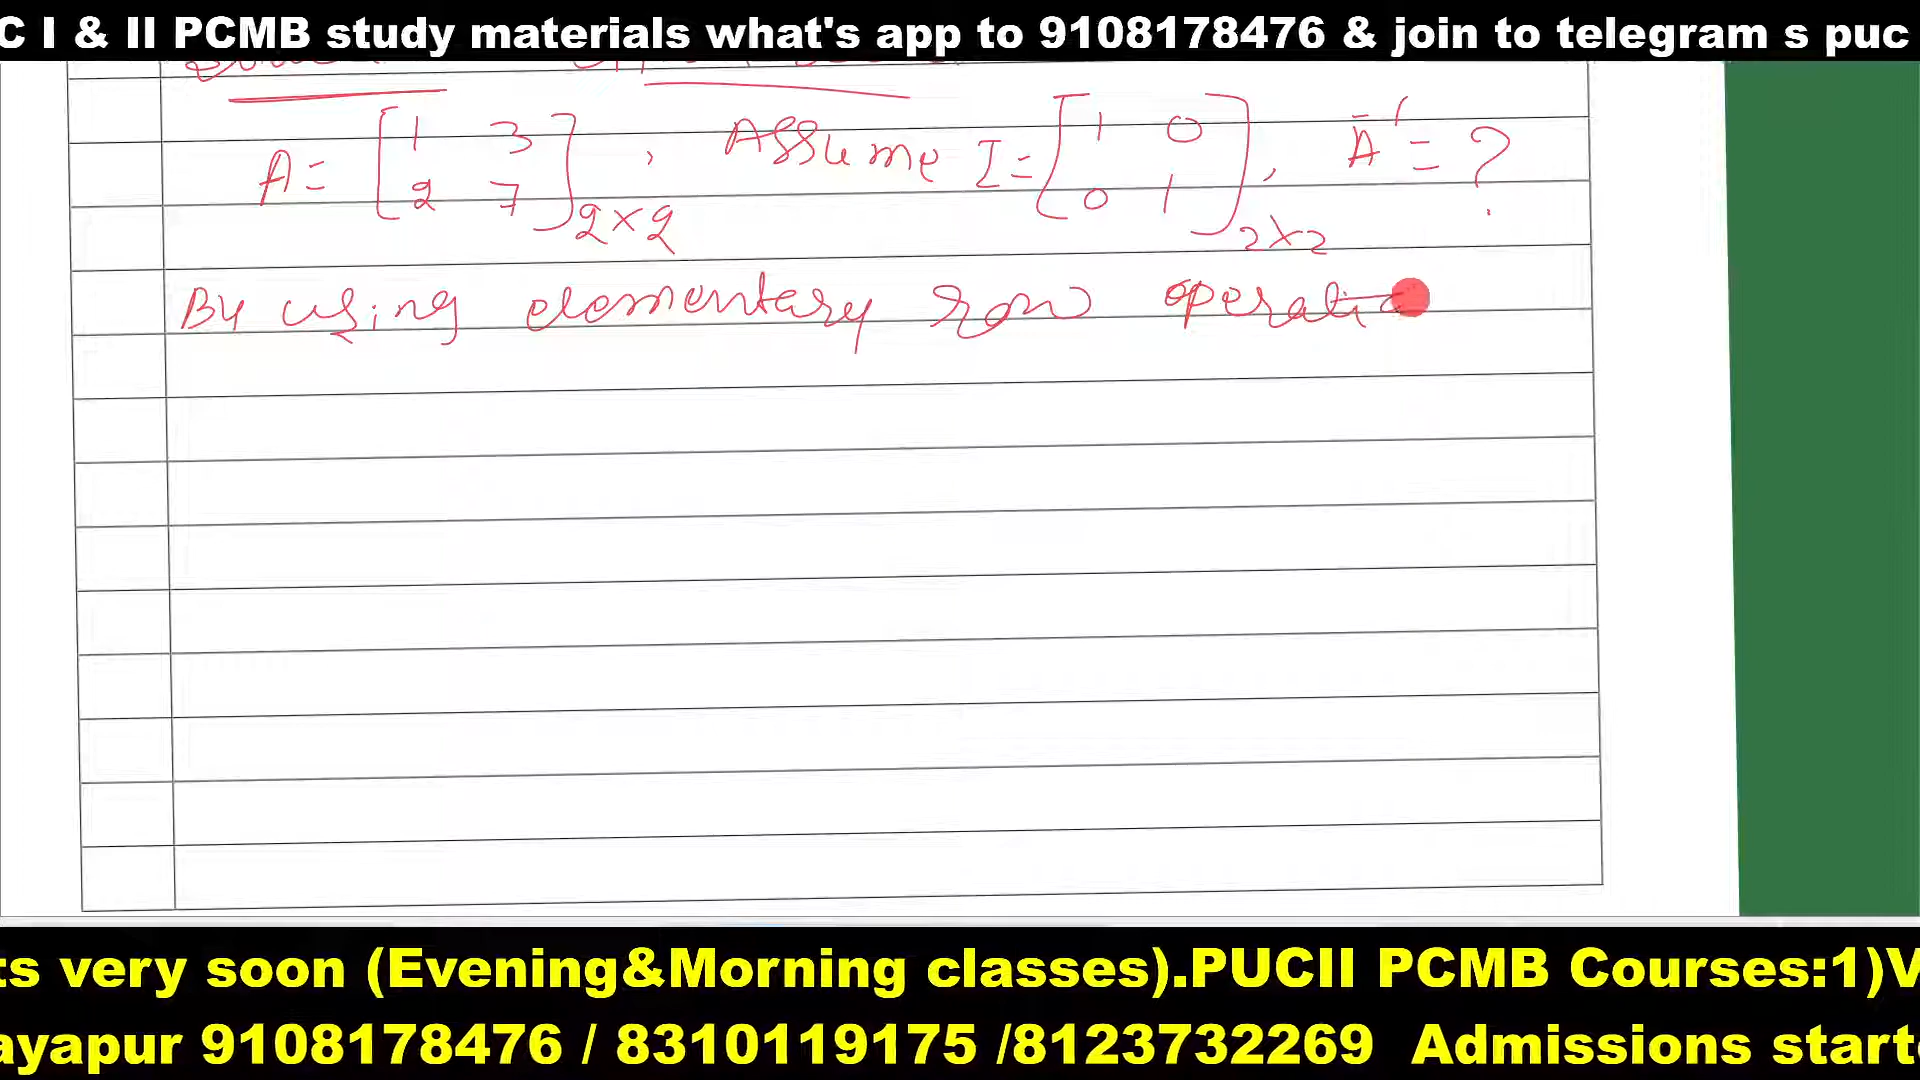 C I & II PCMB study materials what's app to 9108178476 & join to telegram s puc
A = [1 3 2 7] 2×2 , Assume I = [1 0 0 1] 2×2 , A⁻¹ = ?
By using elementary row operatio
ts very soon (Evening&Morning classes).PUCII PCMB Courses:1)V
ayapur 9108178476 / 8310119175 /8123732269 Admissions start